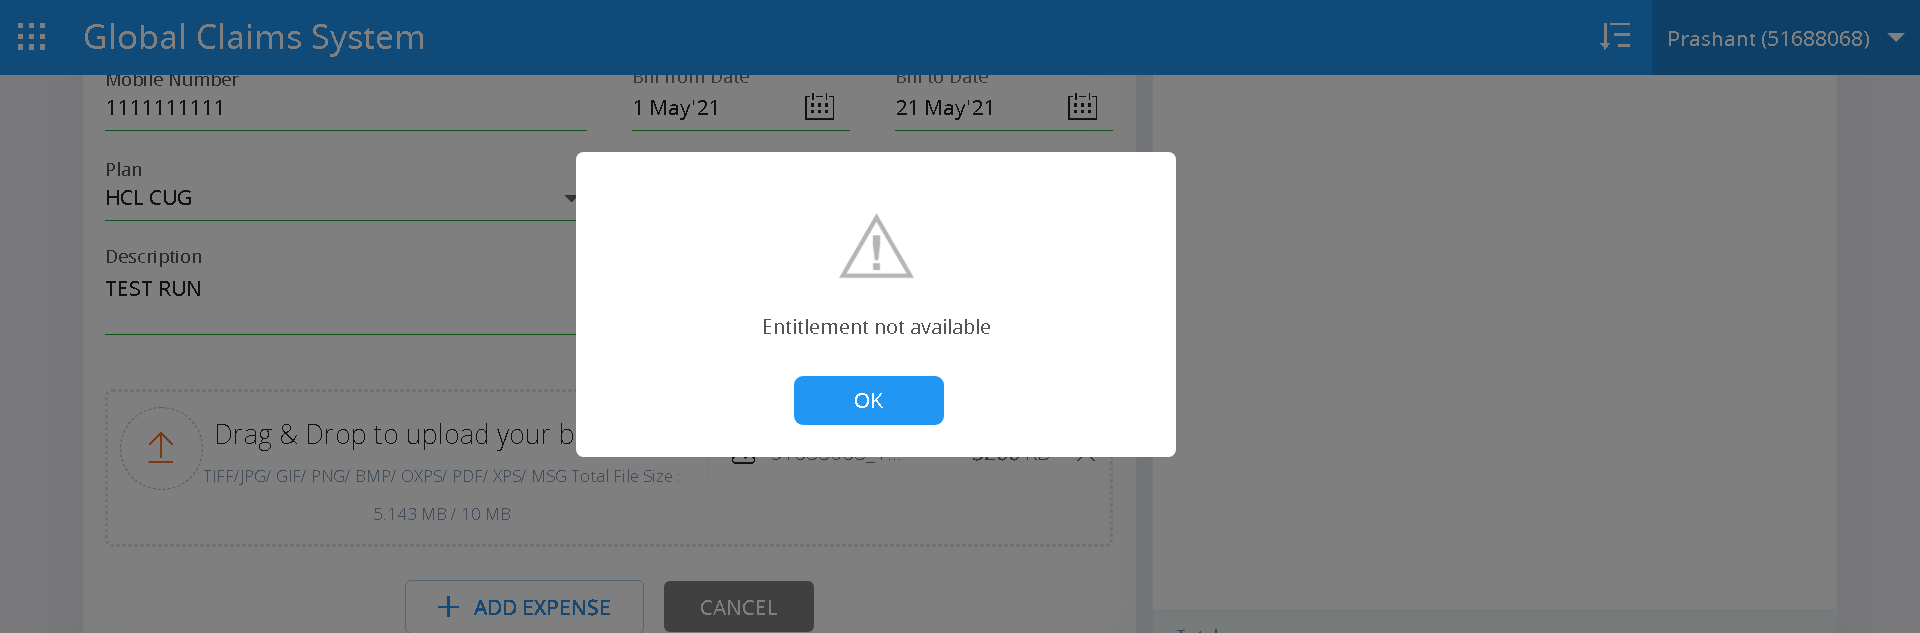 Global Claims System
Prashant (51688068)
Mobile Number
Bill from Date
Bill to Date
1111111111
1 May'21
21 May'21
Plan
HCL CUG
Description
TEST RUN
Entitlement not available
OK
Drag & Drop to upload your b
TIFF/JPG/ GIF/ PNG/ BMP/ OXPS/ PDF/ XPS/ MSG Total File Size :
5.143 MB / 10 MB
ADD EXPENSE
CANCEL